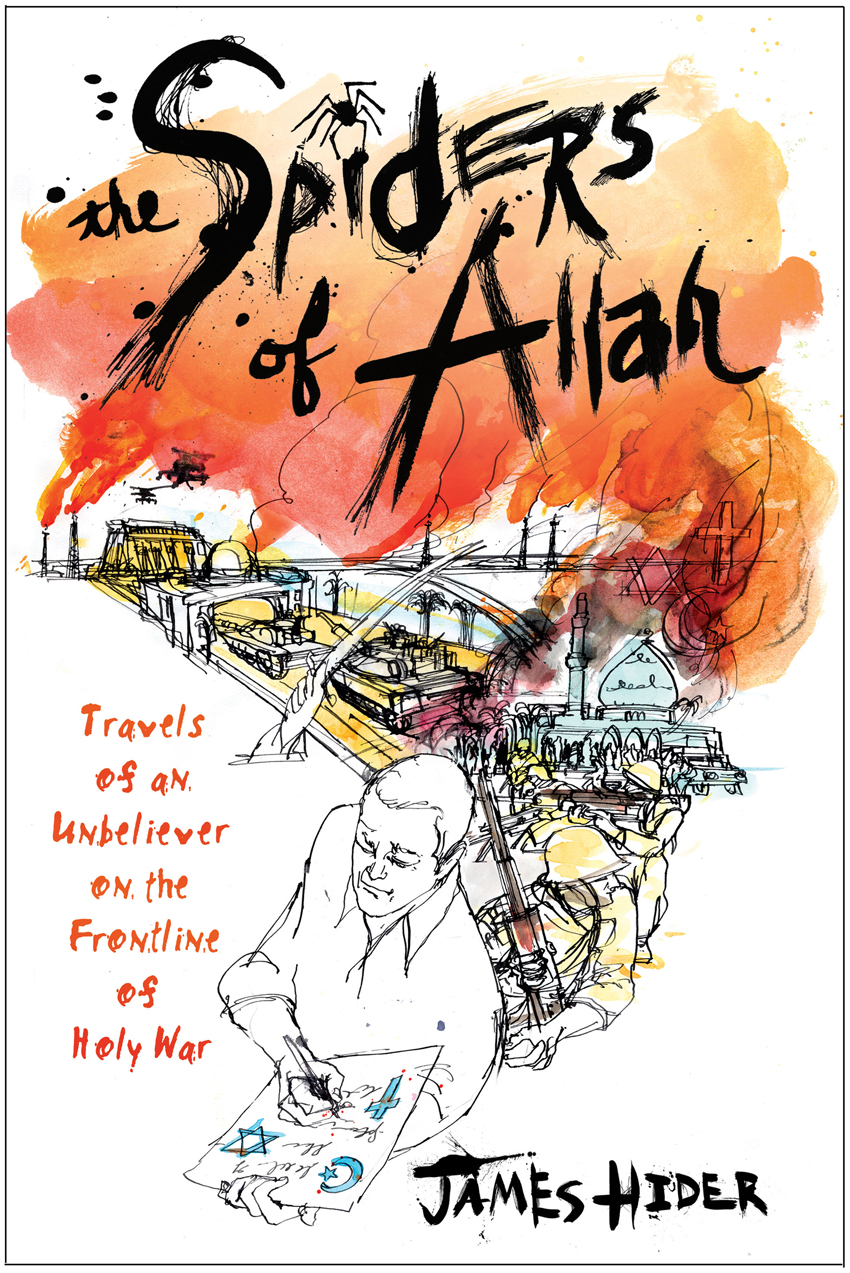 the Spiders
of Allah
Travels
of an
Unbeliever
on the
Frontline
of
Holy War
JAMES HIDER